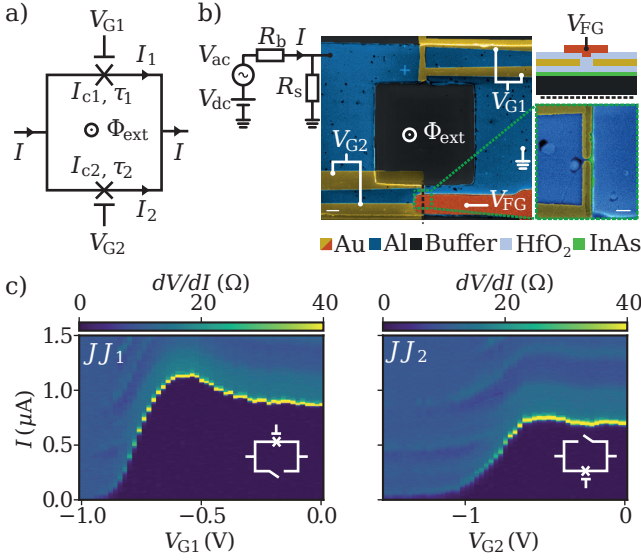 a)
V_G1
I_1
I_c1, τ_1
Φ_ext
I I
I_c2, τ_2
I_2
V_G2
b)
V_ac
R_b
I
R_s
V_dc
V_G1
V_G2
Φ_ext
V_FG
V_FG
Au Al Buffer HfO_2 InAs
c)
dV/dI (Ω)
0 20 40
JJ_1
I (μA)
1.5
1.0
0.5
0.0
−1.0 −0.5 0.0
V_G1 (V)
dV/dI (Ω)
0 20 40
JJ_2
−1 0
V_G2 (V)